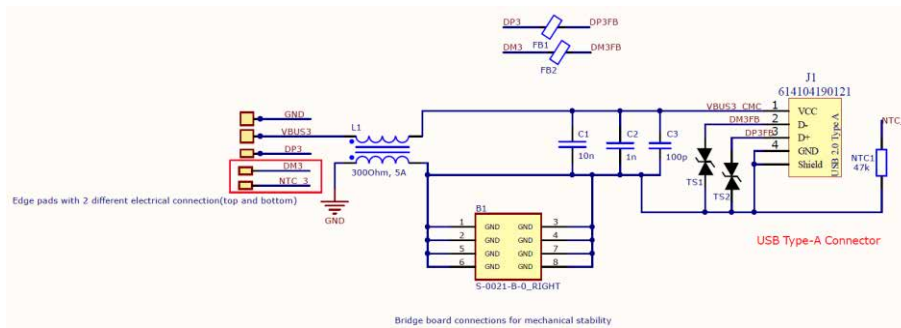 DP3 DP3FB
FB1
DM3 DM3FB
FB2
J1
614104190121
GND
VBUS3
DP3
DM3
NTC_3
L1
300Ohm, 5A
GND
C1
10n
C2
1n
C3
100p
VBUS3_CMC 1 VCC
DM3FB 2 D-
DP3FB 3 D+
4 GND
Shield
USB 2.0 Type A
TS1
TS2
NTC1
47k
Edge pads with 2 different electrical connection(top and bottom)
B1
1 GND GND 3
2 GND GND 4
5 GND GND 7
6 GND GND 8
S-0021-B-0_RIGHT
USB Type-A Connector
Bridge board connections for mechanical stability